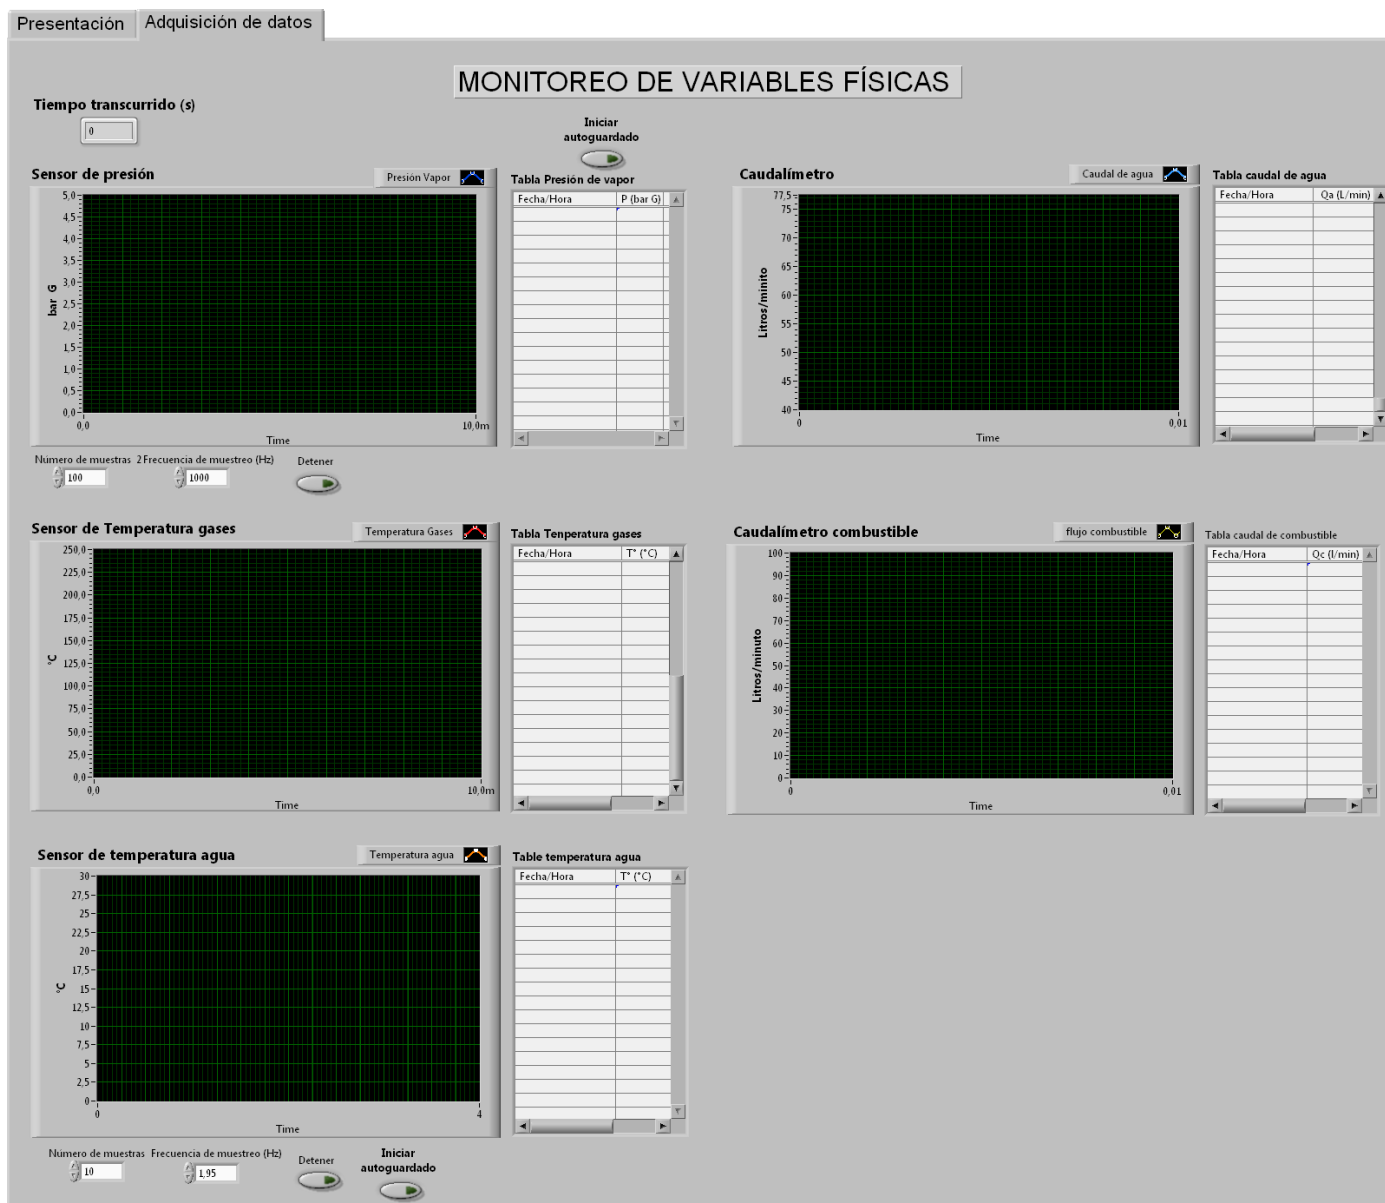 Presentación
Adquisición de datos
MONITOREO DE VARIABLES FÍSICAS
Tiempo transcurrido (s)
0
Iniciar
autoguardado
Sensor de presión
Presión Vapor
5,0
4,5
4,0
3,5
3,0
2,5
2,0
1,5
1,0
0,5
0,0
bar G
0,0
10,0m
Time
Tabla Presión de vapor
Fecha/Hora
P (bar G)
Caudalímetro
Caudal de agua
77,5
75
70
65
60
55
50
45
40
Litros/minito
0
0,01
Time
Tabla caudal de agua
Fecha/Hora
Qa (L/min)
Número de muestras 2
100
Frecuencia de muestreo (Hz)
1000
Detener
Sensor de Temperatura gases
Temperatura Gases
250,0
225,0
200,0
175,0
150,0
125,0
100,0
75,0
50,0
25,0
0,0
°C
0,0
10,0m
Time
Tabla Tenperatura gases
Fecha/Hora
T° (°C)
Caudalímetro combustible
flujo combustible
100
90
80
70
60
50
40
30
20
10
0
Litros/minuto
0
0,01
Time
Tabla caudal de combustible
Fecha/Hora
Qc (l/min)
Sensor de temperatura agua
Temperatura agua
30
27,5
25
22,5
20
17,5
15
12,5
10
7,5
5
2,5
0
°C
0
4
Time
Table temperatura agua
Fecha/Hora
T° (°C)
Número de muestras
10
Frecuencia de muestreo (Hz)
1,95
Detener
Iniciar
autoguardado